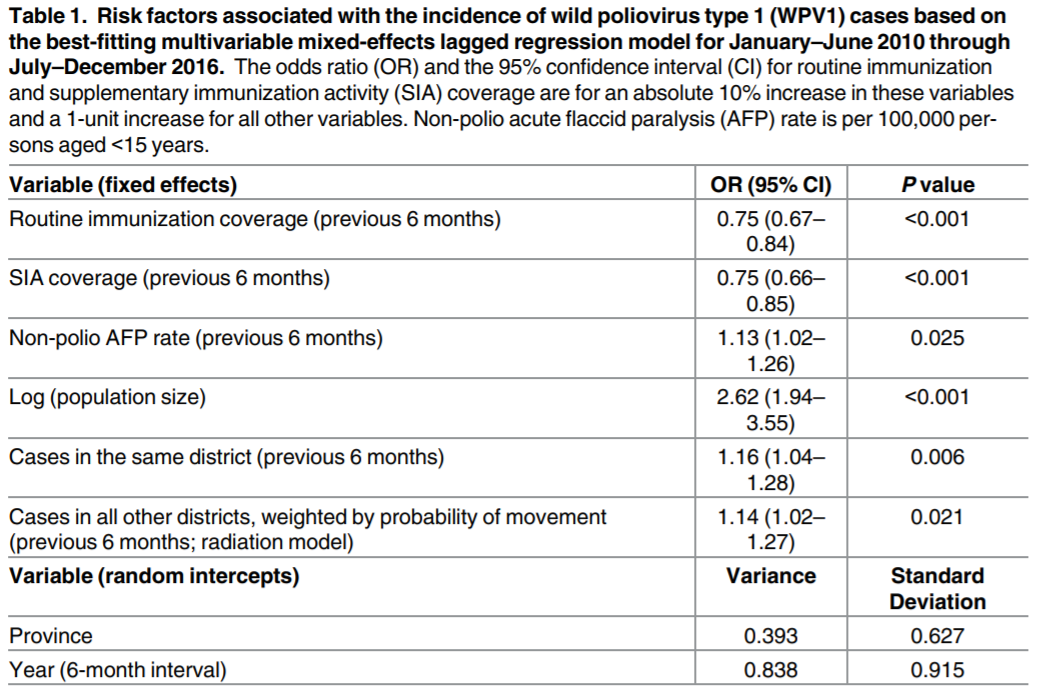 Table 1. Risk factors associated with the incidence of wild poliovirus type 1 (WPV1) cases based on
the best-fitting multivariable mixed-effects lagged regression model for January–June 2010 through
July–December 2016. The odds ratio (OR) and the 95% confidence interval (CI) for routine immunization
and supplementary immunization activity (SIA) coverage are for an absolute 10% increase in these variables
and a 1-unit increase for all other variables. Non-polio acute flaccid paralysis (AFP) rate is per 100,000 per-
sons aged <15 years.
Variable (fixed effects) OR (95% CI) P value
Routine immunization coverage (previous 6 months) 0.75 (0.67– <0.001
0.84)
SIA coverage (previous 6 months) 0.75 (0.66– <0.001
0.85)
Non-polio AFP rate (previous 6 months) 1.13 (1.02– 0.025
1.26)
Log (population size) 2.62 (1.94– <0.001
3.55)
Cases in the same district (previous 6 months) 1.16 (1.04– 0.006
1.28)
Cases in all other districts, weighted by probability of movement 1.14 (1.02– 0.021
(previous 6 months; radiation model) 1.27)
Variable (random intercepts) Variance Standard
Deviation
Province 0.393 0.627
Year (6-month interval) 0.838 0.915